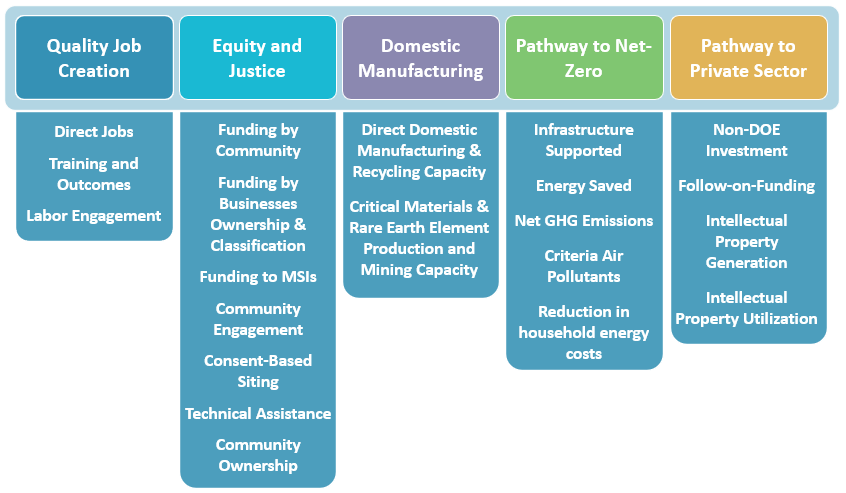 Quality Job
Creation
Direct Jobs
Training and
Outcomes
Labor Engagement
Equity and
Justice
Funding by
Community
Funding by
Businesses
Ownership &
Classification
Funding to MSIs
Community
Engagement
Consent-Based
Siting
Technical Assistance
Community
Ownership
Domestic
Manufacturing
Direct Domestic
Manufacturing &
Recycling Capacity
Critical Materials &
Rare Earth Element
Production and
Mining Capacity
Pathway to Net-
Zero
Infrastructure
Supported
Energy Saved
Net GHG Emissions
Criteria Air
Pollutants
Reduction in
household energy
costs
Pathway to
Private Sector
Non-DOE
Investment
Follow-on-Funding
Intellectual
Property
Generation
Intellectual
Property Utilization